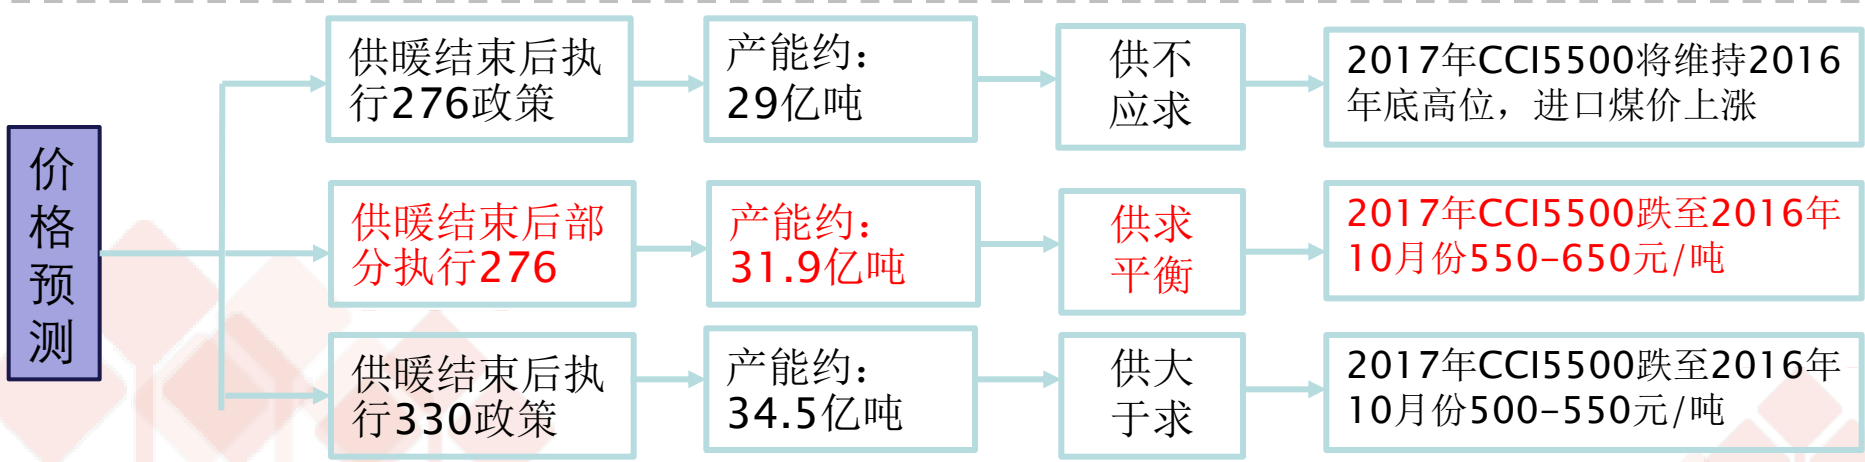 价
格
预
测
供暖结束后执
行276政策
产能约：
29亿吨
供不
应求
2017年CCI5500将维持2016
年底高位，进口煤价上涨
供暖结束后部
分执行276
产能约：
31.9亿吨
供求
平衡
2017年CCI5500跌至2016年
10月份550–650元/吨
供暖结束后执
行330政策
产能约：
34.5亿吨
供大
于求
2017年CCI5500跌至2016年
10月份500–550元/吨